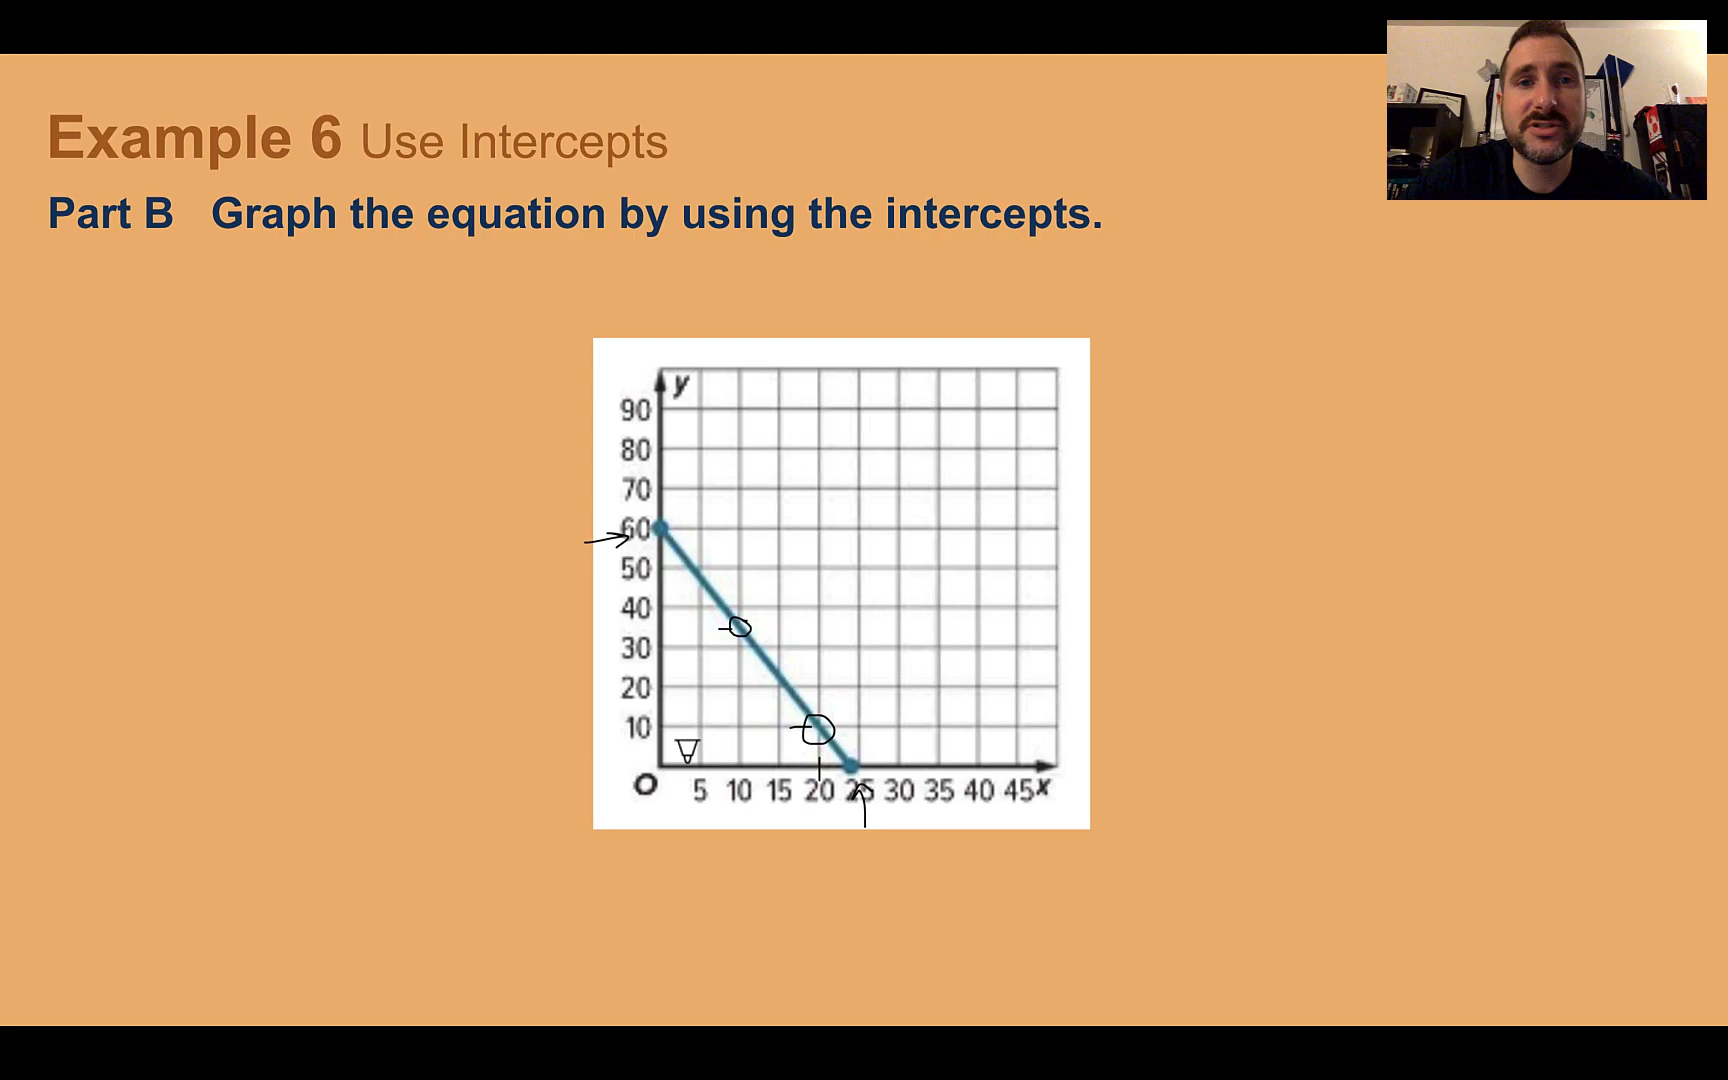 Example 6 Use Intercepts
Part B Graph the equation by using the intercepts.
y
90
80
70
60
50
40
30
20
10
O 5 10 15 20 25 30 35 40 45 x